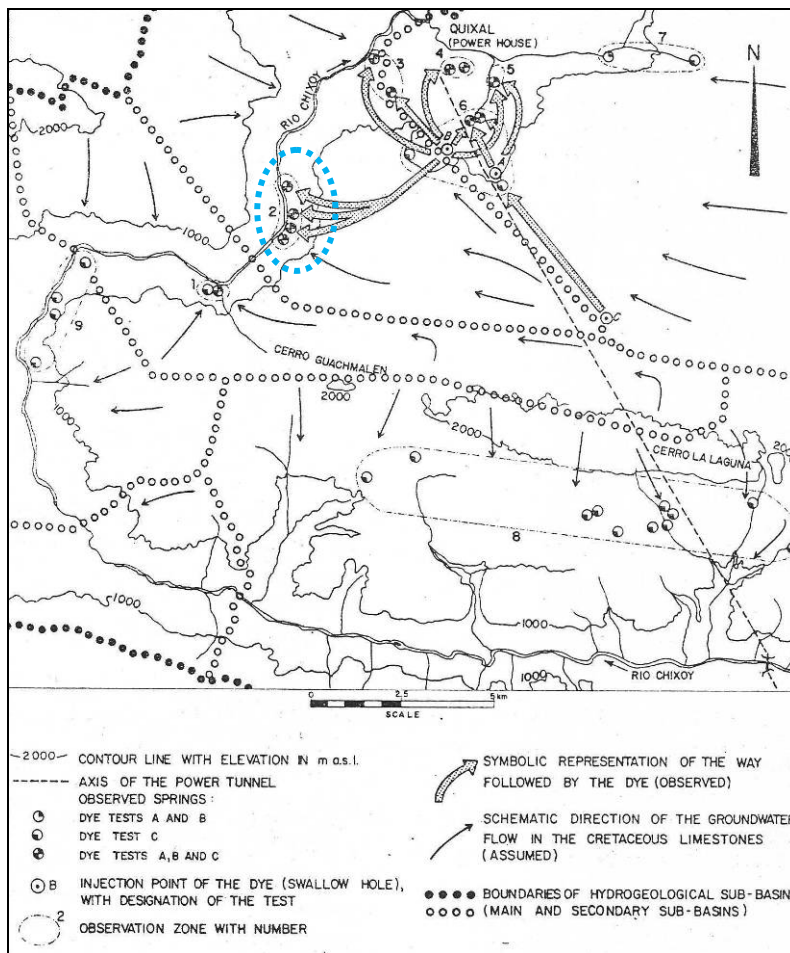 QUIXAL
(POWER HOUSE)
7
N
3
4
5
RIO CHIXOY
6
2000
B
A
2
1000
1
C
9
CERRO GUACHMALEN
2000
1000
2000
CERRO LA LAGUNA
8
1000
1000
1000
RIO CHIXOY
0 2,5 5 km
SCALE
2000 CONTOUR LINE WITH ELEVATION IN m a.s.l.
AXIS OF THE POWER TUNNEL
OBSERVED SPRINGS :
DYE TESTS A AND B
DYE TEST C
DYE TESTS A,B AND C
B INJECTION POINT OF THE DYE (SWALLOW HOLE),
WITH DESIGNATION OF THE TEST
2 OBSERVATION ZONE WITH NUMBER
SYMBOLIC REPRESENTATION OF THE WAY
FOLLOWED BY THE DYE (OBSERVED)
SCHEMATIC DIRECTION OF THE GROUNDWATER
FLOW IN THE CRETACEOUS LIMESTONES
(ASSUMED)
BOUNDARIES OF HYDROGEOLOGICAL SUB-BASIN
(MAIN AND SECONDARY SUB-BASINS)